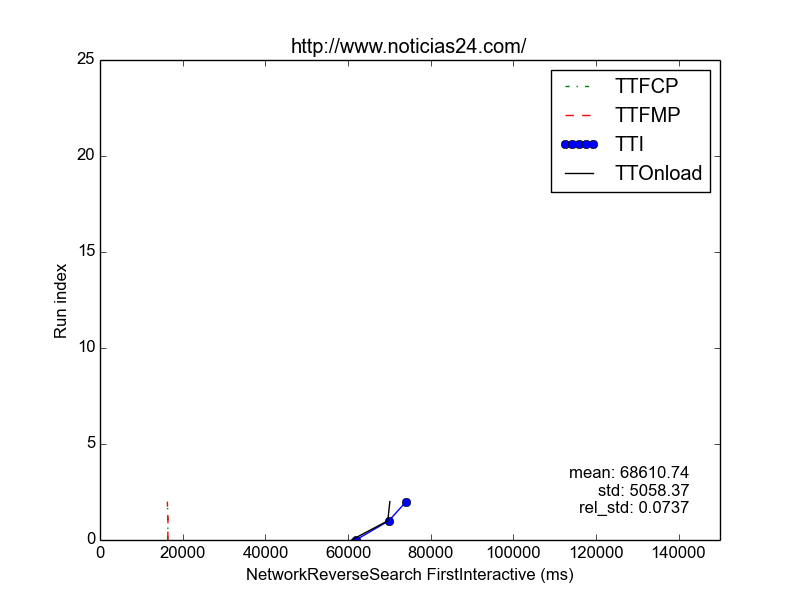 http://www.noticias24.com/
25
20
15
10
5
0
Run index
TTFCP
TTFMP
TTI
TTOnload
mean: 68610.74
std: 5058.37
rel_std: 0.0737
0 20000 40000 60000 80000 100000 120000 140000
NetworkReverseSearch FirstInteractive (ms)